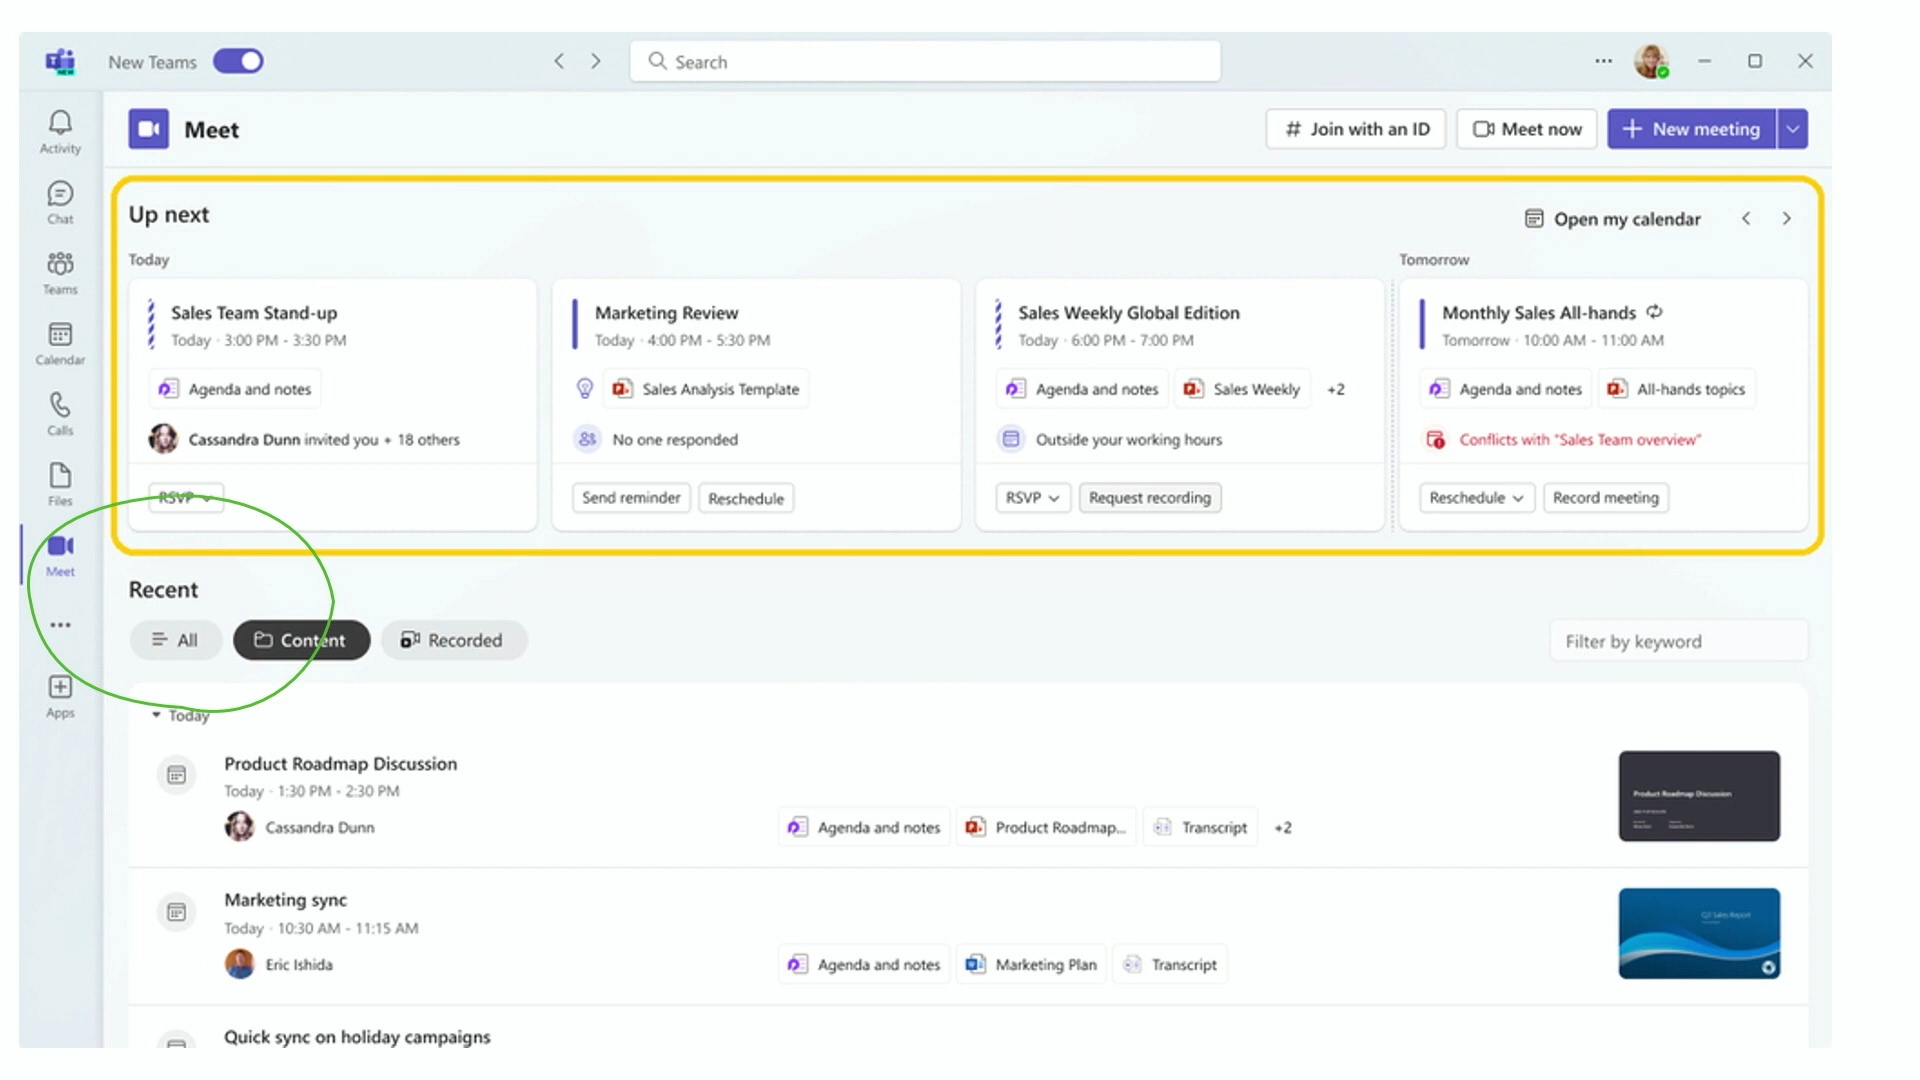 New Teams
Search
Activity
Chat
Teams
Calendar
Calls
Files
Meet
Apps
Meet
Join with an ID
Meet now
New meeting
Up next
Open my calendar
Today
Tomorrow
Sales Team Stand-up
Today · 3:00 PM - 3:30 PM
Agenda and notes
Cassandra Dunn invited you + 18 others
RSVP
Marketing Review
Today · 4:00 PM - 5:30 PM
Sales Analysis Template
No one responded
Send reminder Reschedule
Sales Weekly Global Edition
Today · 6:00 PM - 7:00 PM
Agenda and notes Sales Weekly +2
Outside your working hours
RSVP Request recording
Monthly Sales All-hands
Tomorrow · 10:00 AM - 11:00 AM
Agenda and notes All-hands topics
Conflicts with "Sales Team overview"
Reschedule Record meeting
Recent
All Content Recorded
Filter by keyword
Today
Product Roadmap Discussion
Today · 1:30 PM - 2:30 PM
Cassandra Dunn
Agenda and notes Product Roadmap... Transcript +2
Product Roadmap Discussion
Marketing sync
Today · 10:30 AM - 11:15 AM
Eric Ishida
Agenda and notes Marketing Plan Transcript
Q3 Sales Report
Quick sync on holiday campaigns